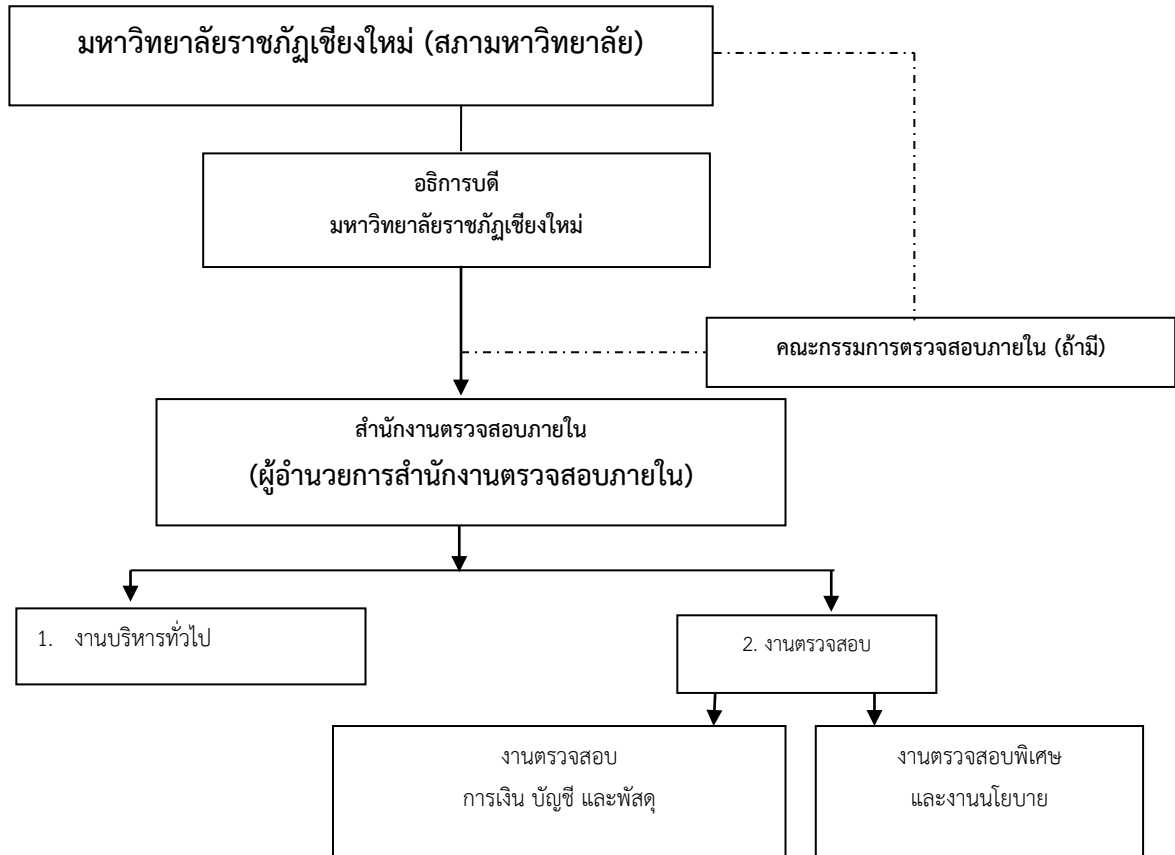 มหาวิทยาลัยราชภัฏเชียงใหม่ (สภามหาวิทยาลัย)
อธิการบดี
มหาวิทยาลัยราชภัฏเชียงใหม่
คณะกรรมการตรวจสอบภายใน (ถ้ามี)
สำนักงานตรวจสอบภายใน
(ผู้อำนวยการสำนักงานตรวจสอบภายใน)
1. งานบริหารทั่วไป
2. งานตรวจสอบ
งานตรวจสอบ
การเงิน บัญชี และพัสดุ
งานตรวจสอบพิเศษ
และงานนโยบาย